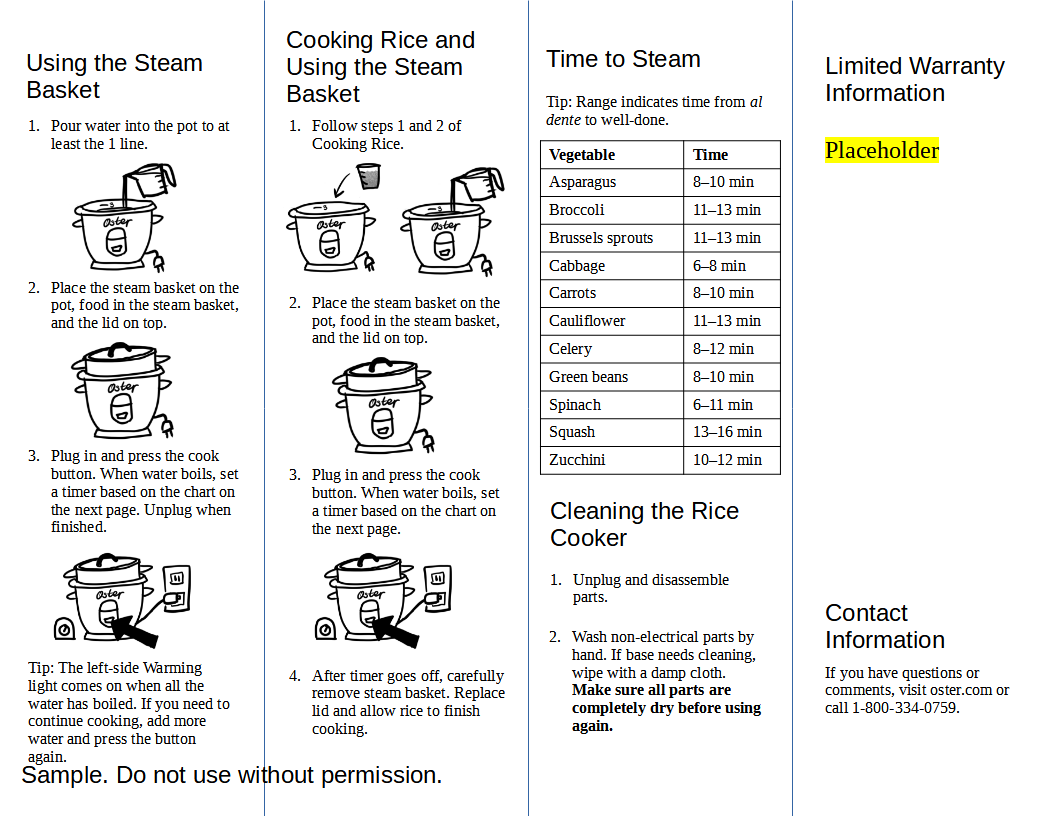 Using the Steam
Basket
1. Pour water into the pot to at
least the 1 line.
3
Oster
2. Place the steam basket on the
pot, food in the steam basket,
and the lid on top.
Oster
3. Plug in and press the cook
button. When water boils, set
a timer based on the chart on
the next page. Unplug when
finished.
Oster
Tip: The left-side Warming
light comes on when all the
water has boiled. If you need to
continue cooking, add more
water and press the button
again.
Cooking Rice and
Using the Steam
Basket
1. Follow steps 1 and 2 of
Cooking Rice.
3
Oster
3
Oster
2. Place the steam basket on the
pot, food in the steam basket,
and the lid on top.
Oster
3. Plug in and press the cook
button. When water boils, set
a timer based on the chart on
the next page.
Oster
4. After timer goes off, carefully
remove steam basket. Replace
lid and allow rice to finish
cooking.
Time to Steam
Tip: Range indicates time from al
dente to well-done.
Vegetable Time
Asparagus 8–10 min
Broccoli 11–13 min
Brussels sprouts 11–13 min
Cabbage 6–8 min
Carrots 8–10 min
Cauliflower 11–13 min
Celery 8–12 min
Green beans 8–10 min
Spinach 6–11 min
Squash 13–16 min
Zucchini 10–12 min
Cleaning the Rice
Cooker
1. Unplug and disassemble
parts.
2. Wash non-electrical parts by
hand. If base needs cleaning,
wipe with a damp cloth.
Make sure all parts are
completely dry before using
again.
Limited Warranty
Information
Placeholder
Contact
Information
If you have questions or
comments, visit oster.com or
call 1-800-334-0759.
Sample. Do not use without permission.